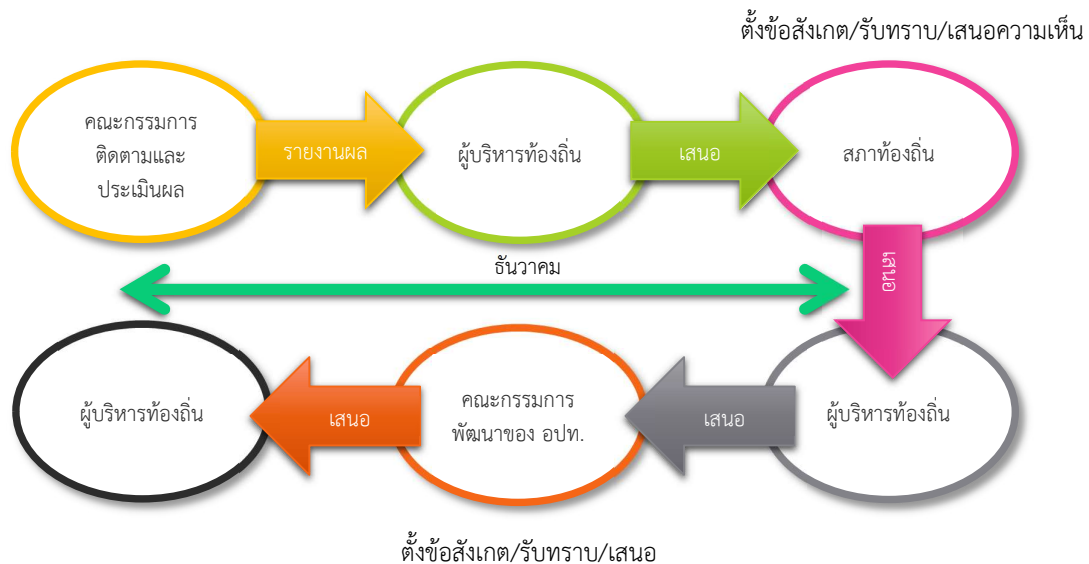 ตั้งข้อสังเกต/รับทราบ/เสนอความเห็น
คณะกรรมการ
ติดตามและ
ประเมินผล
รายงานผล
ผู้บริหารท้องถิ่น
เสนอ
สภาท้องถิ่น
เสนอ
ธันวาคม
ผู้บริหารท้องถิ่น
เสนอ
คณะกรรมการ
พัฒนาของ อปท.
เสนอ
ผู้บริหารท้องถิ่น
ตั้งข้อสังเกต/รับทราบ/เสนอ